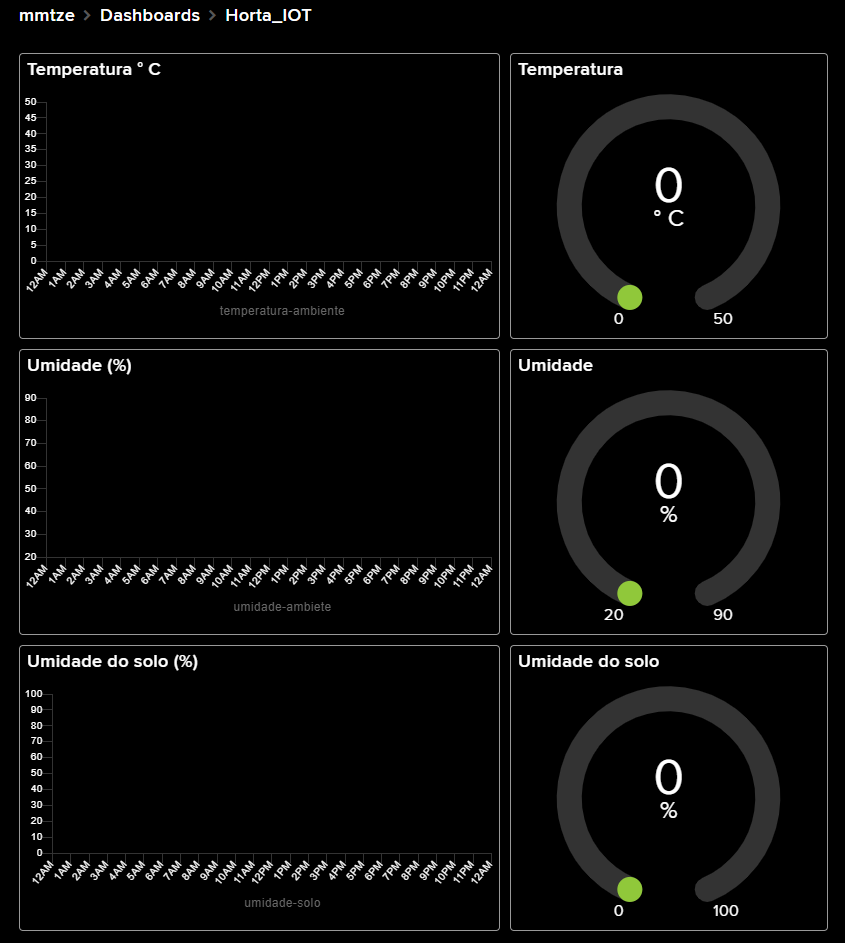 mmtze > Dashboards > Horta_IOT
Temperatura ° C
50
45
40
35
30
25
20
15
10
5
0
12AM 1AM 2AM 3AM 4AM 5AM 6AM 7AM 8AM 9AM 10AM 11AM 12PM 1PM 2PM 3PM 4PM 5PM 6PM 7PM 8PM 9PM 10PM 11PM 12AM
temperatura-ambiente
Temperatura
0
° C
0 50
Umidade (%)
90
80
70
60
50
40
30
20
12AM 1AM 2AM 3AM 4AM 5AM 6AM 7AM 8AM 9AM 10AM 11AM 12PM 1PM 2PM 3PM 4PM 5PM 6PM 7PM 8PM 9PM 10PM 11PM 12AM
umidade-ambiete
Umidade
0
%
20 90
Umidade do solo (%)
100
90
80
70
60
50
40
30
20
10
0
12AM 1AM 2AM 3AM 4AM 5AM 6AM 7AM 8AM 9AM 10AM 11AM 12PM 1PM 2PM 3PM 4PM 5PM 6PM 7PM 8PM 9PM 10PM 11PM 12AM
umidade-solo
Umidade do solo
0
%
0 100